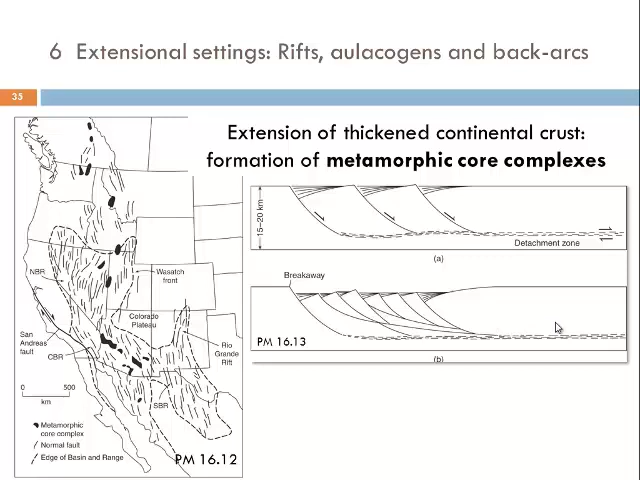 6 Extensional settings: Rifts, aulacogens and back-arcs
35
Extension of thickened continental crust:
formation of metamorphic core complexes
NBR
Wasatch
front
Colorado
Plateau
San
Andreas
fault
CBR
Rio
Grande
Rift
SBR
0 500
km
Metamorphic
core complex
Normal fault
Edge of Basin and Range
PM 16.12
15–20 km
Detachment zone
(a)
Breakaway
PM 16.13
(b)